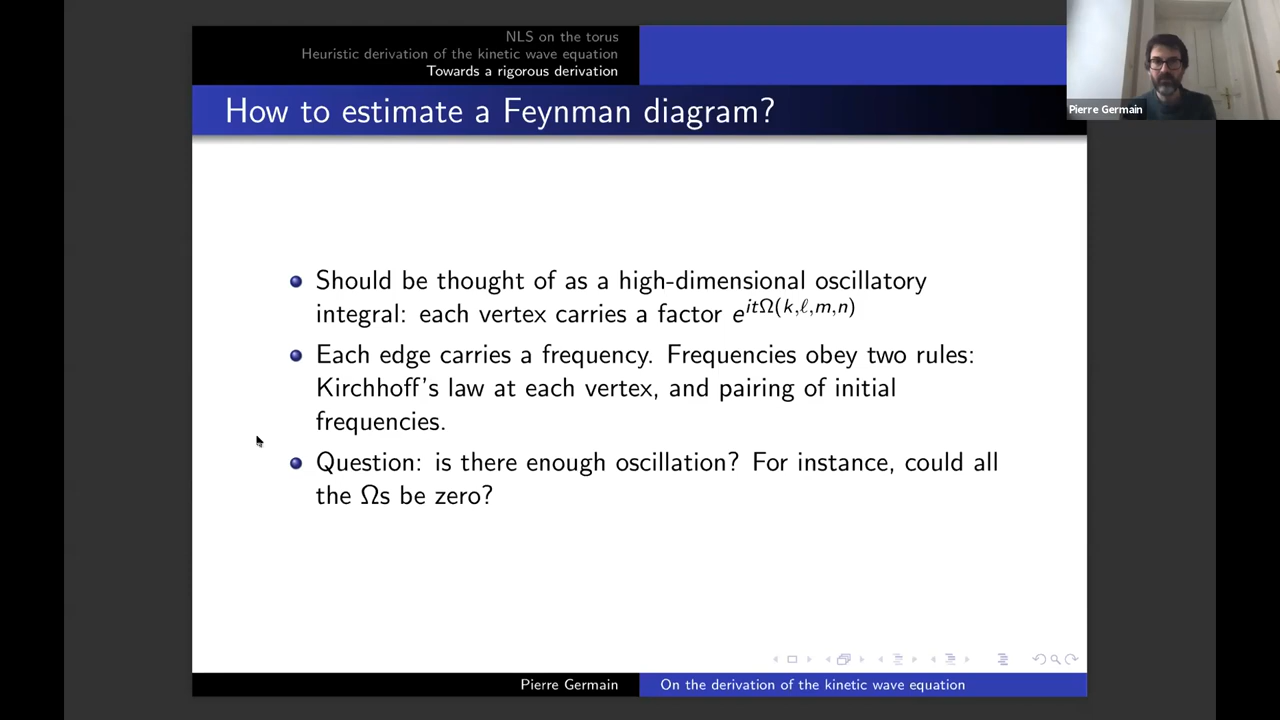 NLS on the torus
Heuristic derivation of the kinetic wave equation
Towards a rigorous derivation
How to estimate a Feynman diagram?
Pierre Germain
Should be thought of as a high-dimensional oscillatory
integral: each vertex carries a factor e^{itΩ(k,ℓ,m,n)}
Each edge carries a frequency. Frequencies obey two rules:
Kirchhoff's law at each vertex, and pairing of initial
frequencies.
Question: is there enough oscillation? For instance, could all
the Ωs be zero?
Pierre Germain
On the derivation of the kinetic wave equation